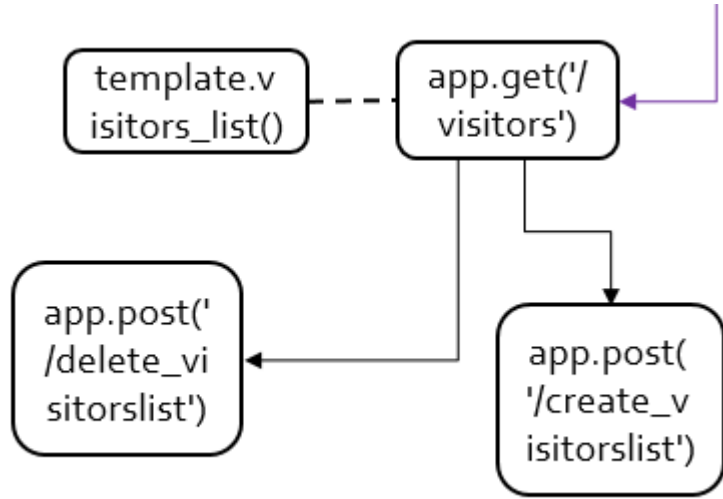 template.v
isitors_list()
app.get('/
visitors')
app.post('
/delete_vi
sitorslist')
app.post(
'/create_v
isitorslist')